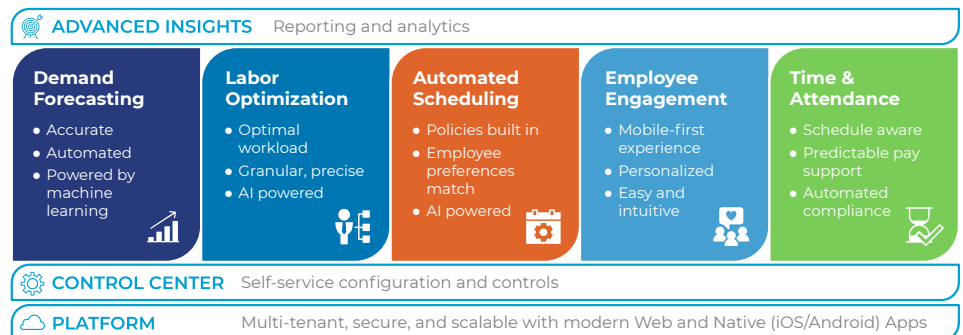 ADVANCED INSIGHTS Reporting and analytics
Demand
Forecasting
• Accurate
• Automated
• Powered by
machine
learning
Labor
Optimization
• Optimal
workload
• Granular, precise
• AI powered
Automated
Scheduling
• Policies built in
• Employee
preferences
match
• AI powered
Employee
Engagement
• Mobile-first
experience
• Personalized
• Easy and
intuitive
Time &
Attendance
• Schedule aware
• Predictable pay
support
• Automated
compliance
CONTROL CENTER Self-service configuration and controls
PLATFORM Multi-tenant, secure, and scalable with modern Web and Native (iOS/Android) Apps